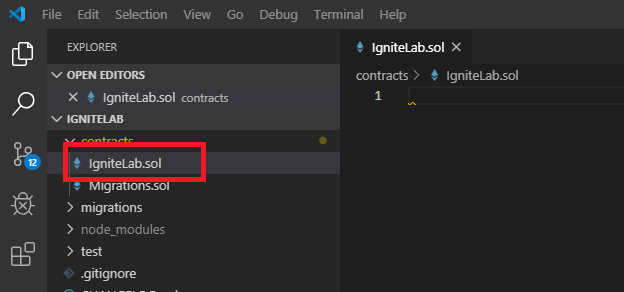 File Edit View Go Debug Terminal Help
EXPLORER
OPEN EDITORS
IgniteLab.sol contracts
IGNITELAB
contracts
IgniteLab.sol
Migrations.sol
migrations
node_modules
test
.gitignore
12
IgniteLab.sol
contracts > IgniteLab.sol
1